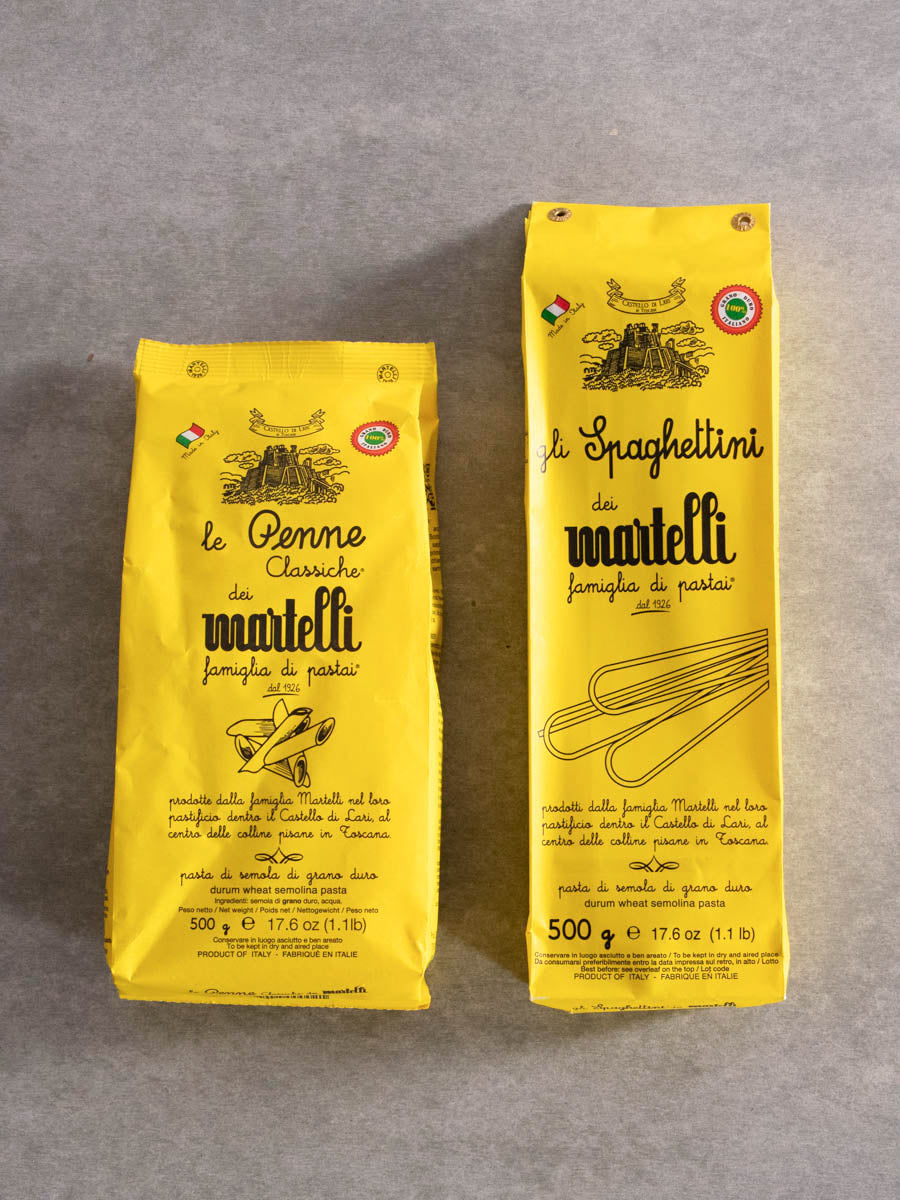 MARTELLI
1926
MARTELLI
1926
Made in Italy
CASTELLO DI LARI
IN TOSCANA
GRANO DURO
100%
ITALIANO
le Penne
Classiche®
dei
martelli
famiglia di pastai®
dal 1926
prodotte dalla famiglia Martelli nel loro
pastificio dentro il Castello di Lari, al
centro delle colline pisane in Toscana.
pasta di semola di grano duro
durum wheat semolina pasta
Ingredienti: semola di grano duro, acqua.
Peso netto / Net weight / Poids net / Nettogewicht / Peso neto
500 g ℮ 17.6 oz (1.1lb)
Conservare in luogo asciutto e ben areato
To be kept in dry and aired place
PRODUCT OF ITALY - FABRIQUÉ EN ITALIE
le Penne Classiche dei martelli
Made in Italy
CASTELLO DI LARI
IN TOSCANA
GRANO DURO
100%
ITALIANO
gli Spaghettini
dei
martelli
famiglia di pastai®
dal 1926
prodotti dalla famiglia Martelli nel loro
pastificio dentro il Castello di Lari, al
centro delle colline pisane in Toscana.
pasta di semola di grano duro
durum wheat semolina pasta
500 g ℮ 17.6 oz (1.1 lb)
Conservare in luogo asciutto e ben areato / To be kept in dry and aired place
Da consumarsi preferibilmente entro la data impressa sul retro, in alto / Lotto
Best before: see overleaf on the top / Lot code
PRODUCT OF ITALY - FABRIQUÉ EN ITALIE
gli Spaghettini dei martelli